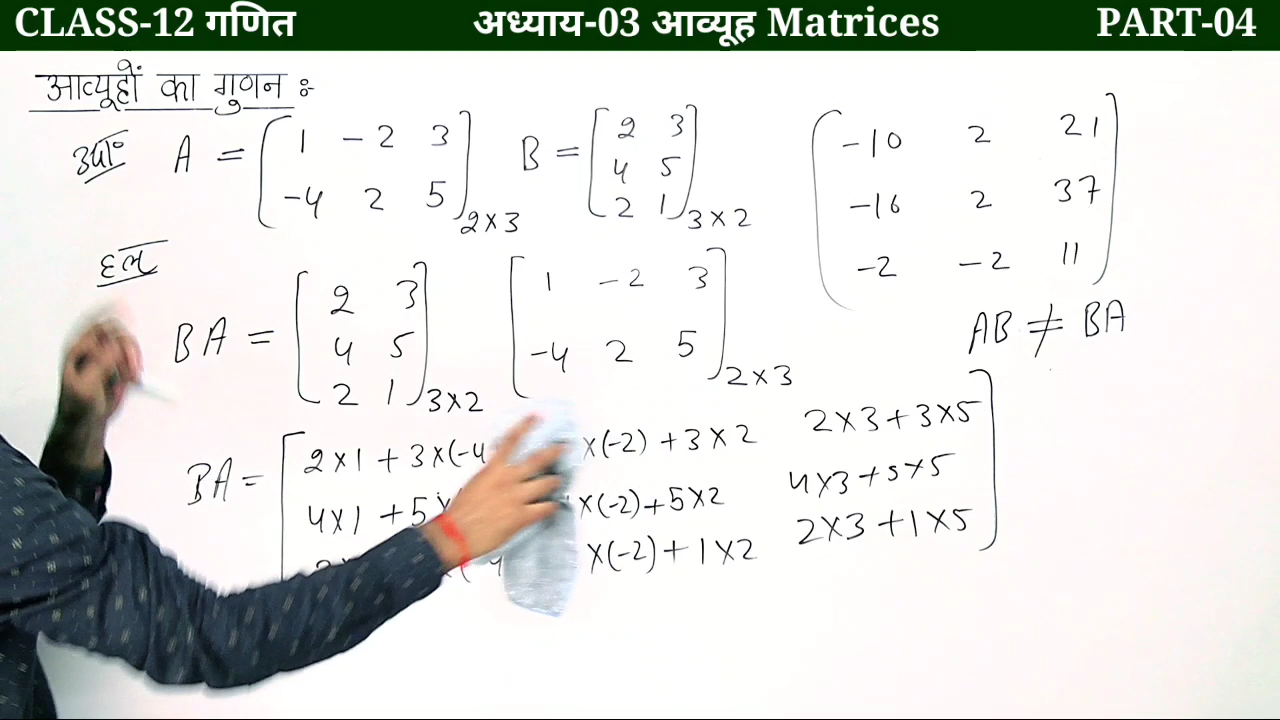 CLASS-12 गणित अध्याय-03 आव्यूह Matrices PART-04
आव्यूहों का गुणन :-
उदा० A = [ 1 -2 3 B = [ 2 3 -10 2 21
-4 2 5 ] 2×3 4 5 -16 2 37
2 1 ] 3×2 -2 -2 11
हल
BA = [ 2 3 [ 1 -2 3 AB ≠ BA
4 5 -4 2 5 ] 2×3
2 1 ] 3×2
BA = [ 2×1 + 3×(-4 ×(-2) + 3×2 2×3 + 3×5
4×1 + 5× ×(-2) + 5×2 4×3 + 5×5
×(-2) + 1×2 2×3 + 1×5 ]